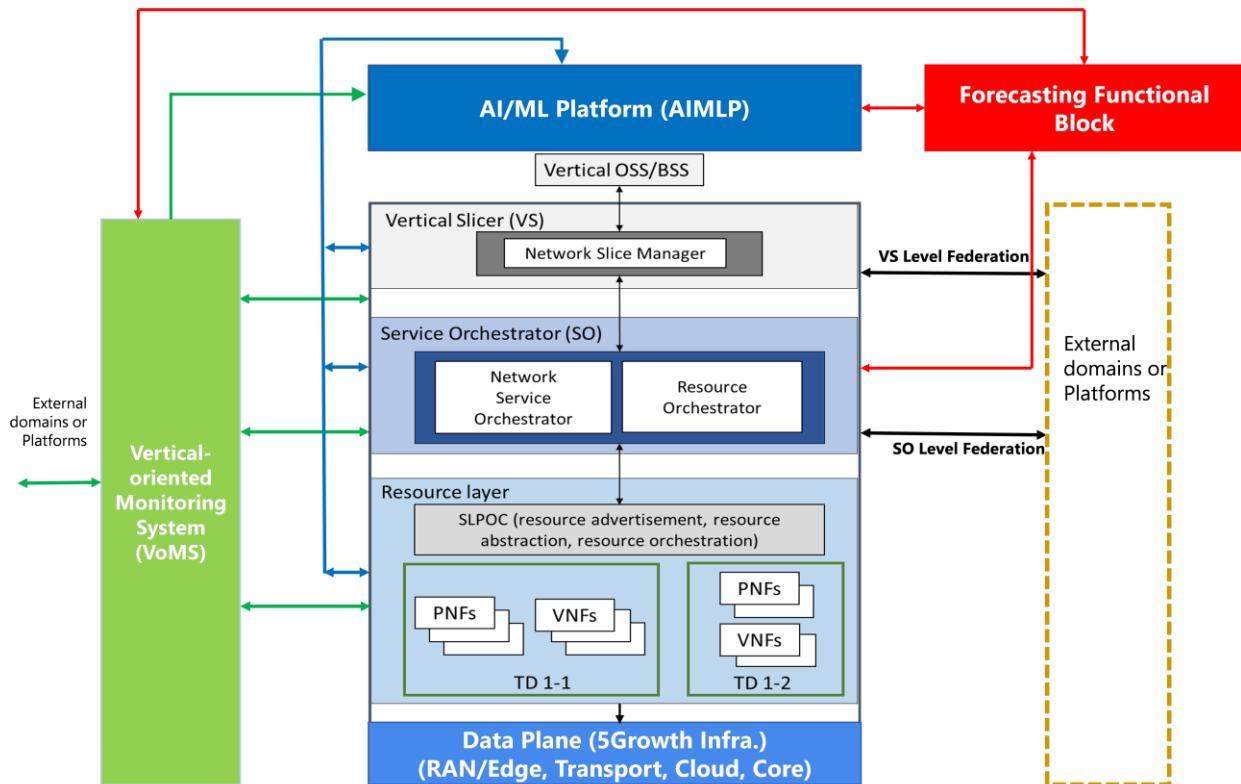 AI/ML Platform (AIMLP)
Forecasting Functional
Block
Vertical OSS/BSS
Vertical Slicer (VS)
Network Slice Manager
VS Level Federation
Service Orchestrator (SO)
Network
Service
Orchestrator
Resource
Orchestrator
External
domains or
Platforms
External
domains or
Platforms
SO Level Federation
Vertical-
oriented
Monitoring
System
(VoMS)
Resource layer
SLPOC (resource advertisement, resource
abstraction, resource orchestration)
PNFs
VNFs
TD 1-1
PNFs
VNFs
TD 1-2
Data Plane (5Growth Infra.)
(RAN/Edge, Transport, Cloud, Core)